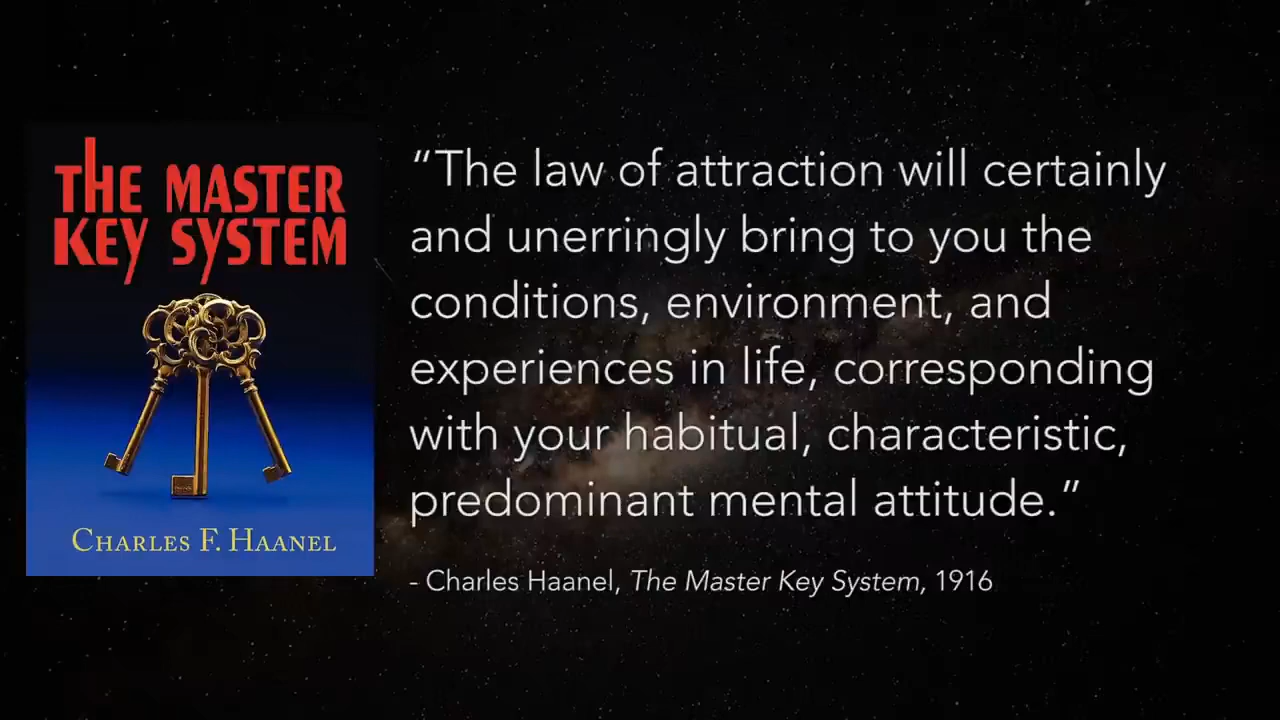 THE MASTER
KEY SYSTEM
CHARLES F. HAANEL
“The law of attraction will certainly
and unerringly bring to you the
conditions, environment, and
experiences in life, corresponding
with your habitual, characteristic,
predominant mental attitude.”
- Charles Haanel, The Master Key System, 1916